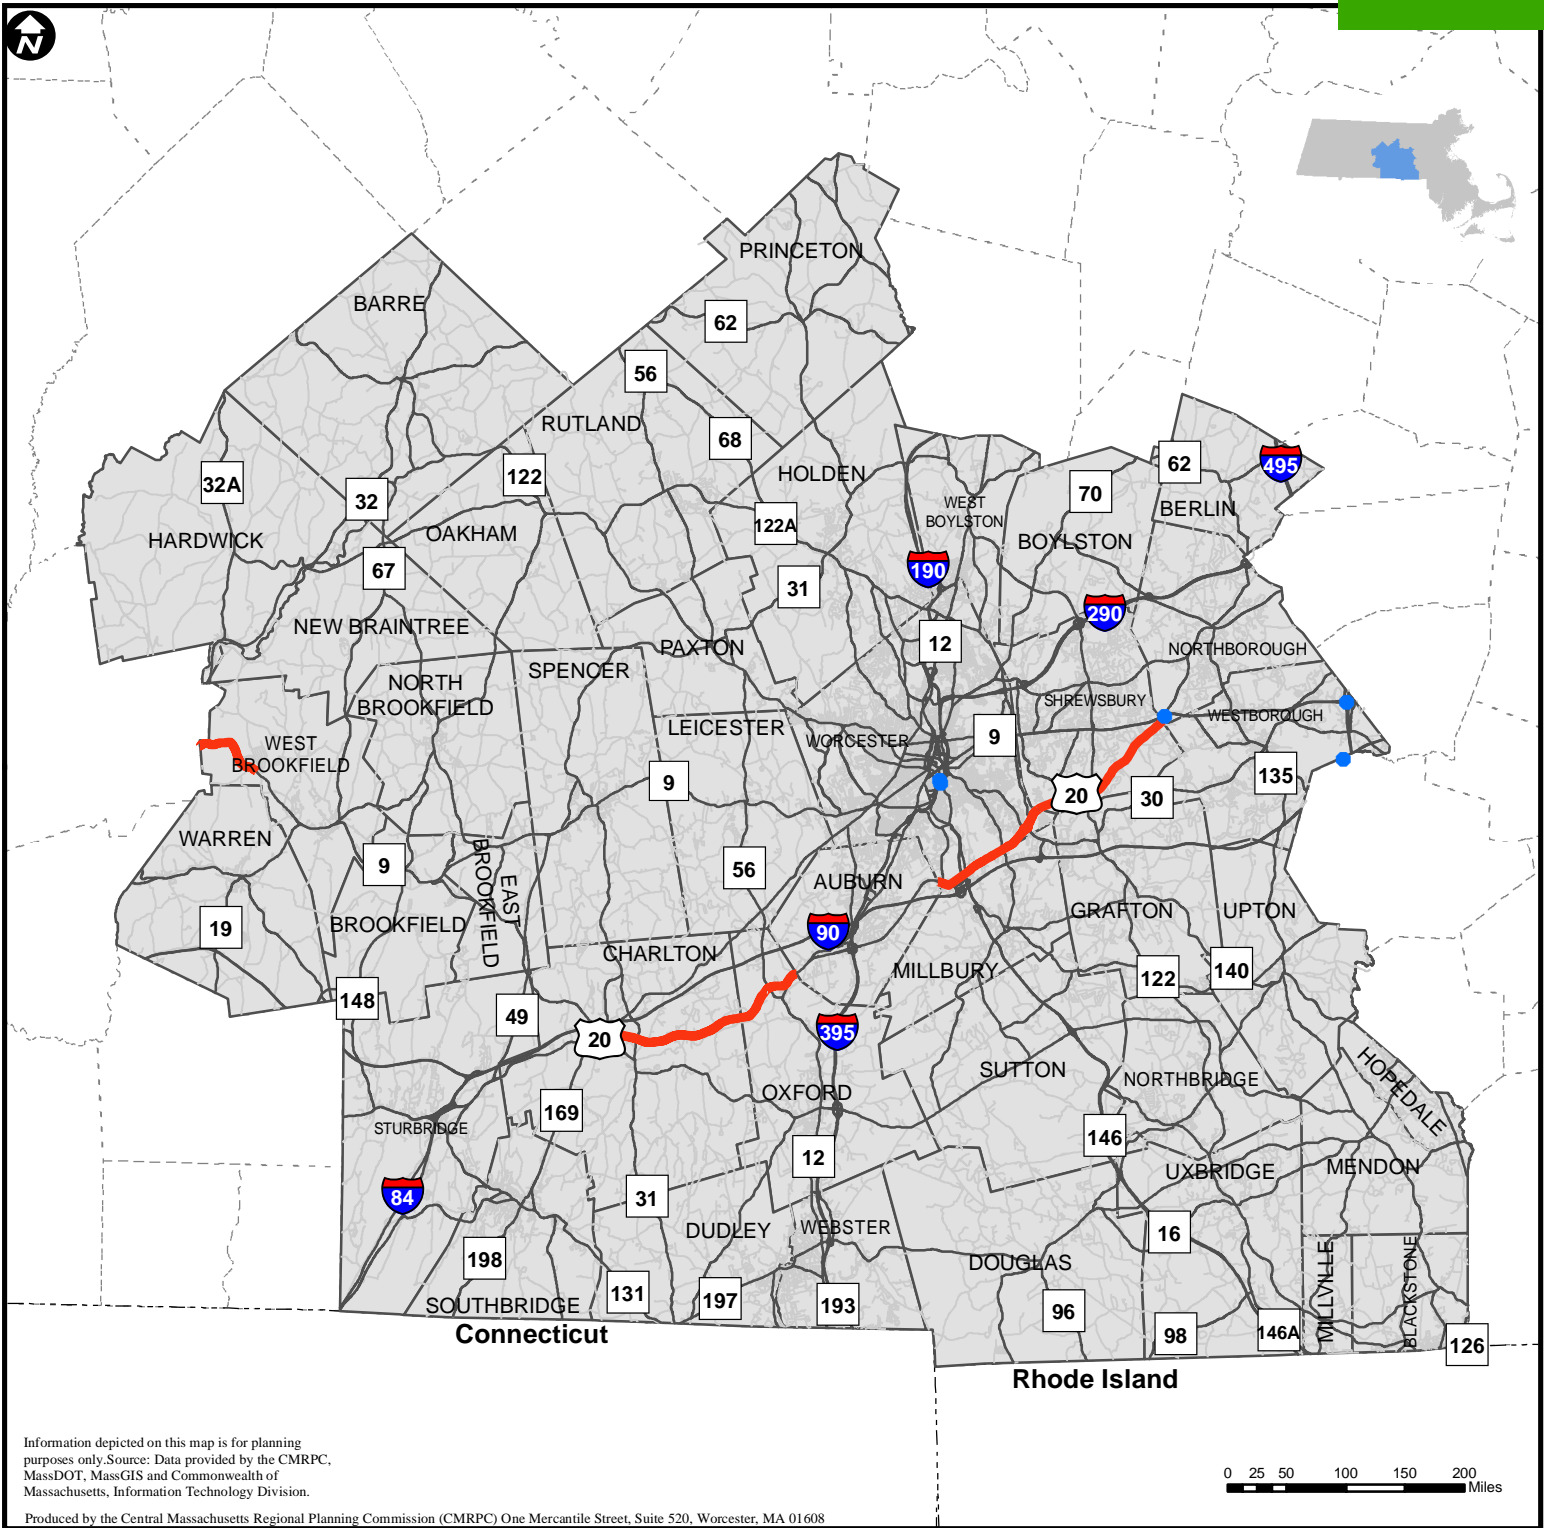 N
PRINCETON
BARRE
62
56
RUTLAND
68
HOLDEN
62
495
32A
122
32
70
BERLIN
WEST
BOYLSTON
122A
OAKHAM
HARDWICK
BOYLSTON
67
190
31
290
NEW BRAINTREE
12
PAXTON
NORTHBOROUGH
SPENCER
NORTH
BROOKFIELD
SHREWSBURY
WESTBOROUGH
LEICESTER
WORCESTER
9
WEST
BROOKFIELD
9
135
20
30
WARREN
9
56
EAST
BROOKFIELD
AUBURN
19
BROOKFIELD
GRAFTON
UPTON
90
CHARLTON
MILLBURY
122
140
148
49
20
395
SUTTON
NORTHBRIDGE
HOPEDALE
OXFORD
169
STURBRIDGE
146
12
UXBRIDGE
MENDON
84
31
DUDLEY
WEBSTER
16
198
DOUGLAS
MILLVILLE
BLACKSTONE
131
197
193
SOUTHBRIDGE
96
98
146A
126
Connecticut
Rhode Island
Information depicted on this map is for planning
purposes only.Source: Data provided by the CMRPC,
MassDOT, MassGIS and Commonwealth of
Massachusetts, Information Technology Division.
0 25 50 100 150 200
Miles
Produced by the Central Massachusetts Regional Planning Commission (CMRPC) One Mercantile Street, Suite 520, Worcester, MA 01608